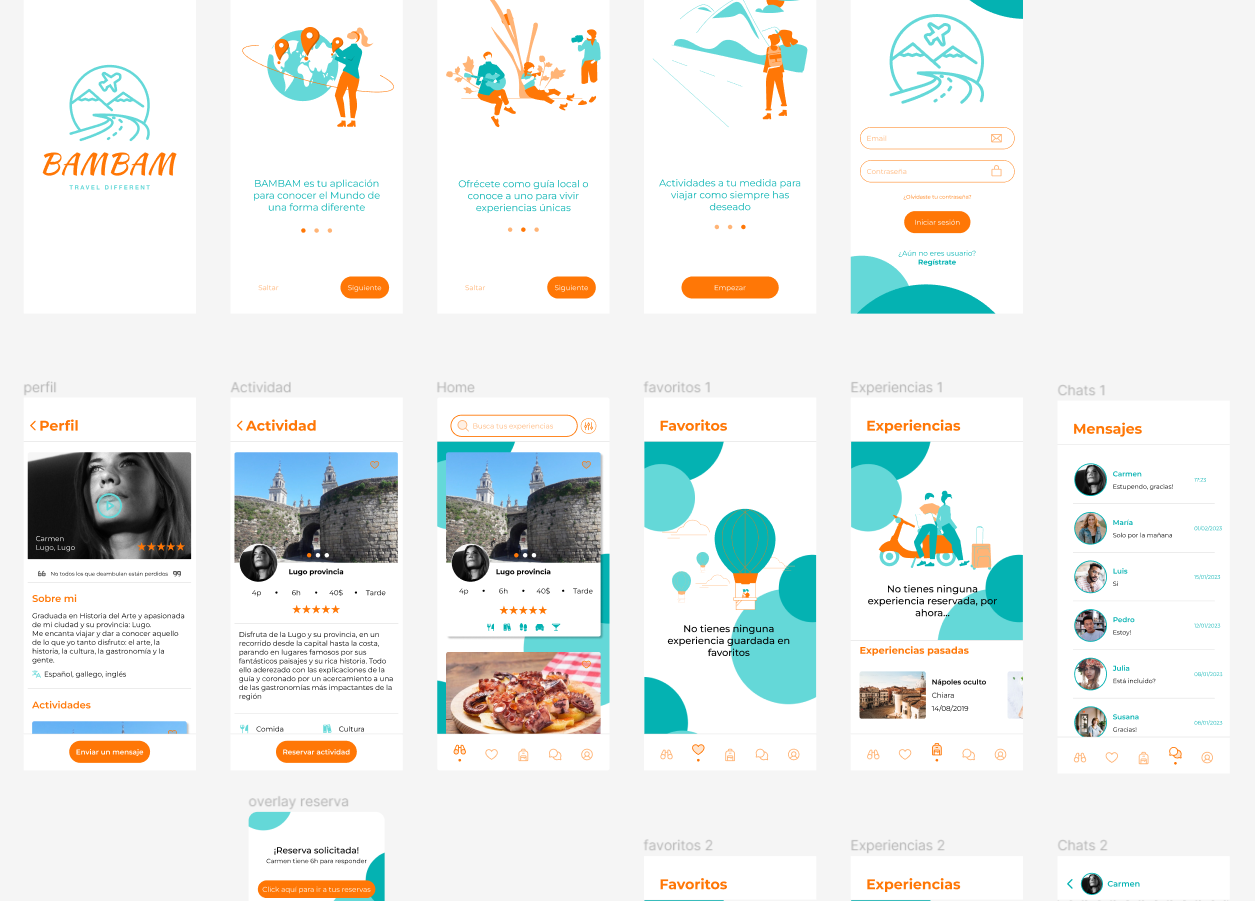 BAMBAM
TRAVEL DIFFERENT
BAMBAM es tu aplicación
para conocer el Mundo de
una forma diferente
Saltar
Siguiente
Ofrécete como guía local o
conoce a uno para vivir
experiencias únicas
Saltar
Siguiente
Actividades a tu medida para
viajar como siempre has
deseado
Empezar
Email
Contraseña
¿Olvidaste tu contraseña?
Iniciar sesión
¿Aún no eres usuario?
Regístrate
perfil
Perfil
Carmen
Lugo, Lugo
No todos los que deambulan están perdidos
Sobre mi
Graduada en Historia del Arte y apasionada
de mi ciudad y su provincia: Lugo.
Me encanta viajar y dar a conocer aquello
de lo que yo tanto disfruto: el arte, la
historia, la cultura, la gastronomía y la
gente.
Español, gallego, inglés
Actividades
Enviar un mensaje
Actividad
Actividad
Lugo provincia
4p • 6h • 40$ • Tarde
Disfruta de la Lugo y su provincia, en un
recorrido desde la capital hasta la costa,
parando en lugares famosos por sus
fantásticos paisajes y su rica historia. Todo
ello aderezado con las explicaciones de la
guía y coronado por un acercamiento a una
de las gastronomías más impactantes de la
región
Comida
Cultura
Reservar actividad
Home
Busca tus experiencias
Lugo provincia
4p • 6h • 40$ • Tarde
favoritos 1
Favoritos
No tienes ninguna
experiencia guardada en
favoritos
Experiencias 1
Experiencias
No tienes ninguna
experiencia reservada, por
ahora...
Experiencias pasadas
Nápoles oculto
Chiara
14/08/2019
Chats 1
Mensajes
Carmen
Estupendo, gracias!
17:23
María
Solo por la mañana
01/02/2023
Luis
Si
15/01/2023
Pedro
Estoy!
12/01/2023
Julia
Está incluido?
08/01/2023
Susana
Gracias!
08/01/2023
overlay reserva
¡Reserva solicitada!
Carmen tiene 6h para responder
Click aquí para ir a tus reservas
favoritos 2
Favoritos
Experiencias 2
Experiencias
Chats 2
Carmen